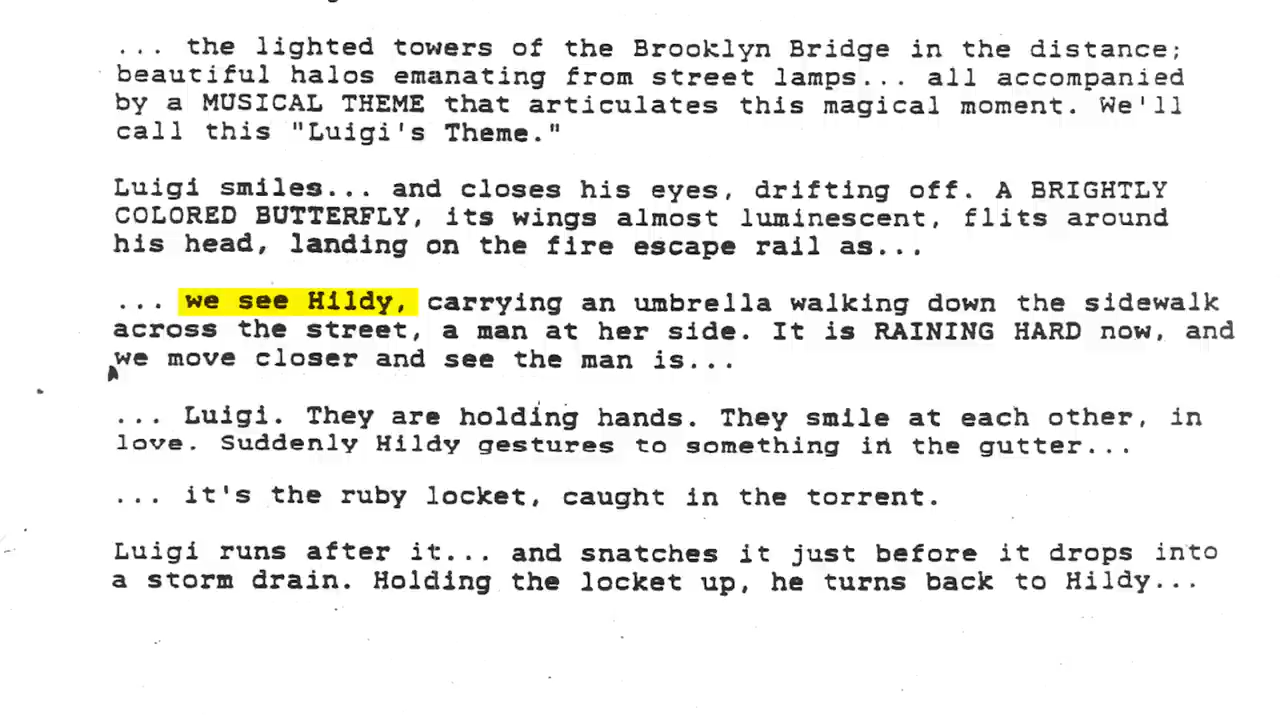 ... the lighted towers of the Brooklyn Bridge in the distance;
beautiful halos emanating from street lamps... all accompanied
by a MUSICAL THEME that articulates this magical moment. We'll
call this "Luigi's Theme."
Luigi smiles... and closes his eyes, drifting off. A BRIGHTLY
COLORED BUTTERFLY, its wings almost luminescent, flits around
his head, landing on the fire escape rail as...
... we see Hildy, carrying an umbrella walking down the sidewalk
across the street, a man at her side. It is RAINING HARD now, and
we move closer and see the man is...
... Luigi. They are holding hands. They smile at each other, in
love. Suddenly Hildy gestures to something in the gutter...
... it's the ruby locket, caught in the torrent.
Luigi runs after it... and snatches it just before it drops into
a storm drain. Holding the locket up, he turns back to Hildy...